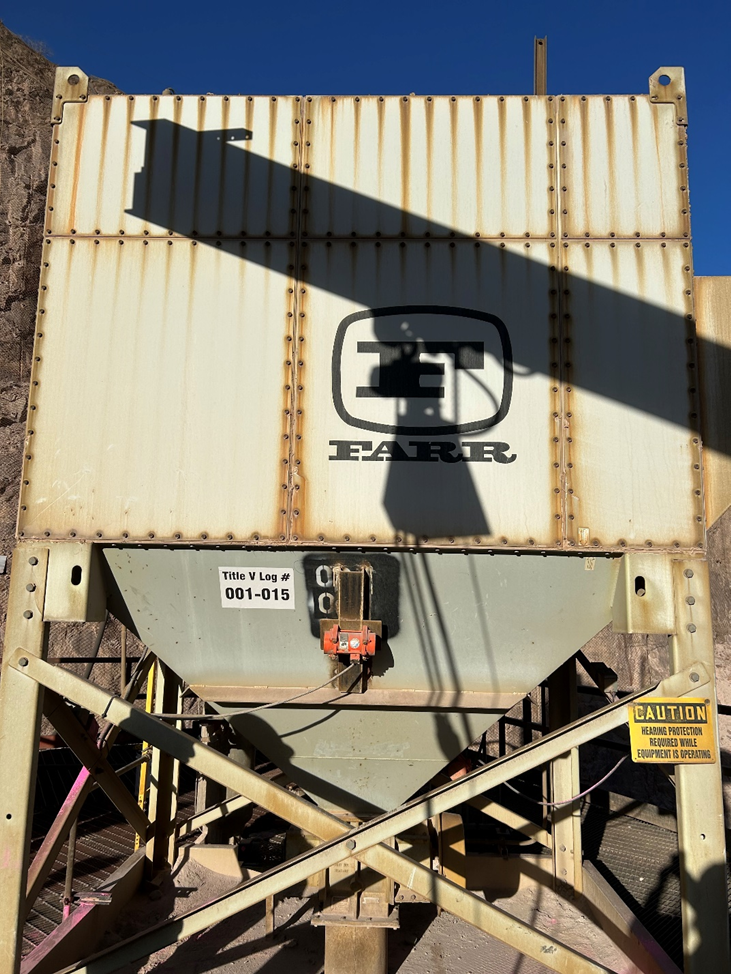 FARR
Title V Log #
001-015
CAUTION
HEARING PROTECTION
REQUIRED WHILE
EQUIPMENT IS OPERATING